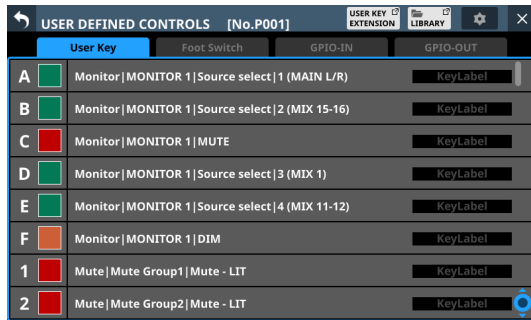 USER DEFINED CONTROLS [No.P001]
USER KEY
EXTENSION
LIBRARY
User Key
Foot Switch
GPIO-IN
GPIO-OUT
A Monitor|MONITOR 1|Source select|1 (MAIN L/R) KeyLabel
B Monitor|MONITOR 1|Source select|2 (MIX 15-16) KeyLabel
C Monitor|MONITOR 1|MUTE KeyLabel
D Monitor|MONITOR 1|Source select|3 (MIX 1) KeyLabel
E Monitor|MONITOR 1|Source select|4 (MIX 11-12) KeyLabel
F Monitor|MONITOR 1|DIM KeyLabel
1 Mute|Mute Group1|Mute - LIT KeyLabel
2 Mute|Mute Group2|Mute - LIT KeyLabel